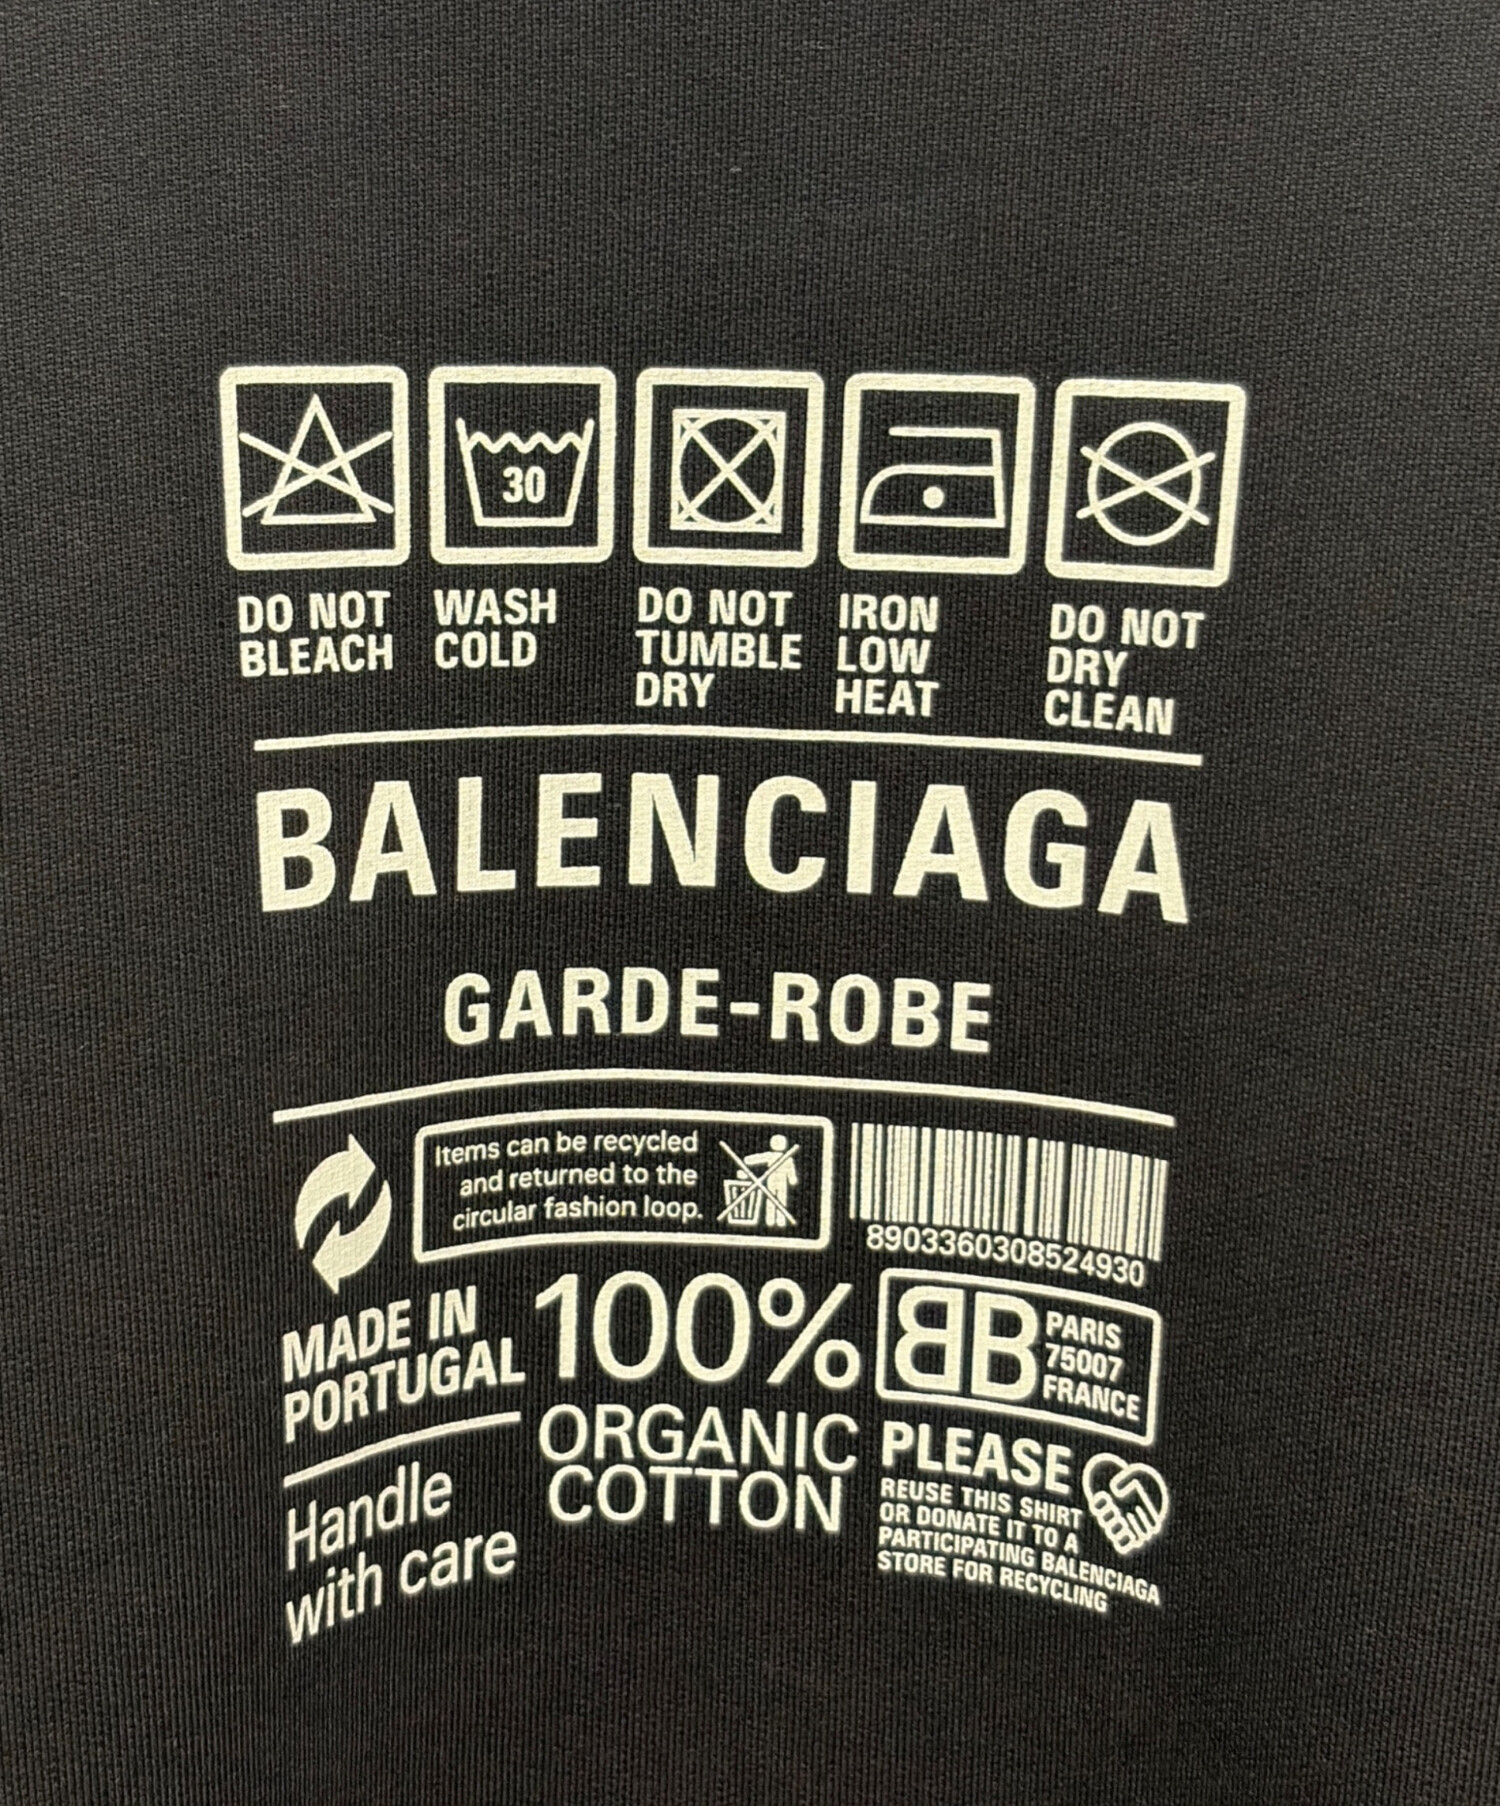 30
DO NOT
BLEACH
WASH
COLD
DO NOT
TUMBLE
DRY
IRON
LOW
HEAT
DO NOT
DRY
CLEAN
BALENCIAGA
GARDE-ROBE
Items can be recycled
and returned to the
circular fashion loop.
8903360308524930
MADE IN
PORTUGAL
Handle
with care
100%
ORGANIC
COTTON
BB
PARIS
75007
FRANCE
PLEASE
REUSE THIS SHIRT
OR DONATE IT TO A
PARTICIPATING BALENCIAGA
STORE FOR RECYCLING